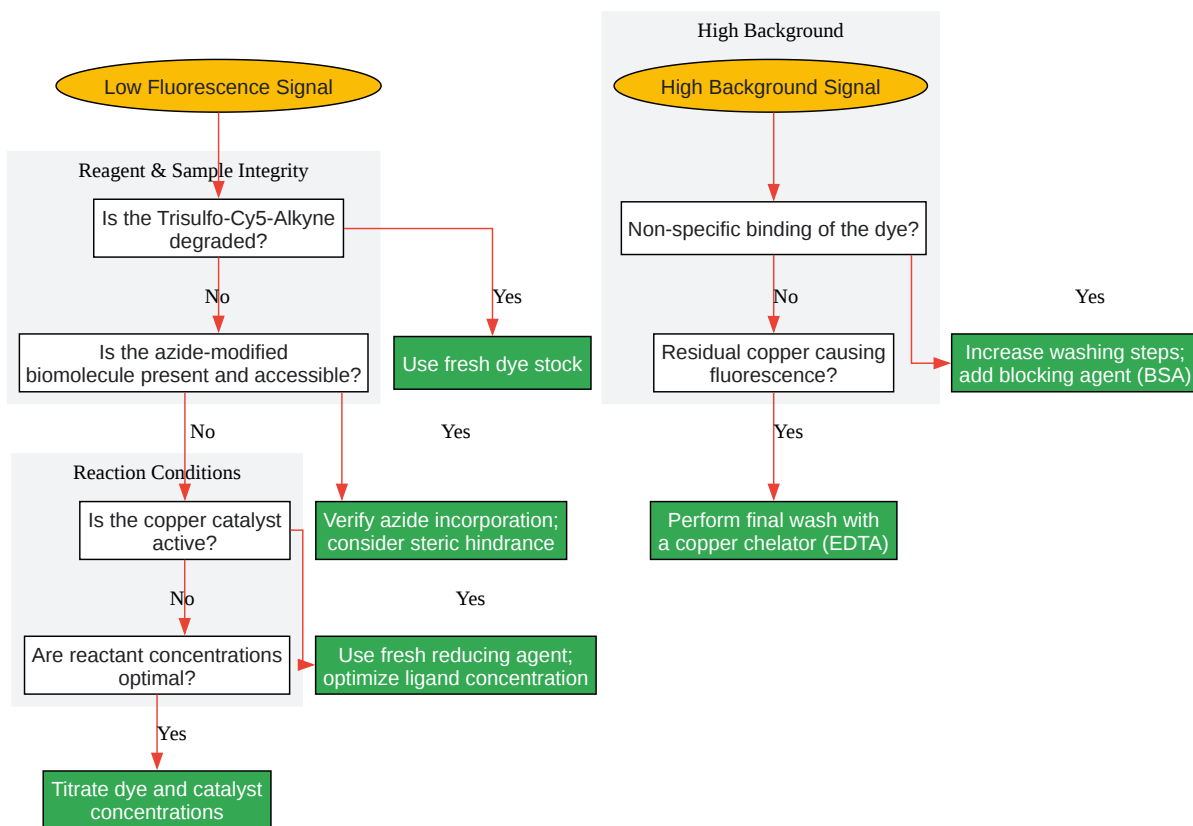 High Background
Low Fluorescence Signal
High Background Signal
Reagent & Sample Integrity
Is the Trisulfo-Cy5-Alkyne
degraded?
Non-specific binding of the dye?
No
Yes
No
Yes
Is the azide-modified
biomolecule present and accessible?
Use fresh dye stock
Residual copper causing
fluorescence?
Increase washing steps;
add blocking agent (BSA)
No
Yes
Yes
Reaction Conditions
Is the copper catalyst
active?
Verify azide incorporation;
consider steric hindrance
Perform final wash with
a copper chelator (EDTA)
No
Yes
Are reactant concentrations
optimal?
Use fresh reducing agent;
optimize ligand concentration
Yes
Titrate dye and catalyst
concentrations